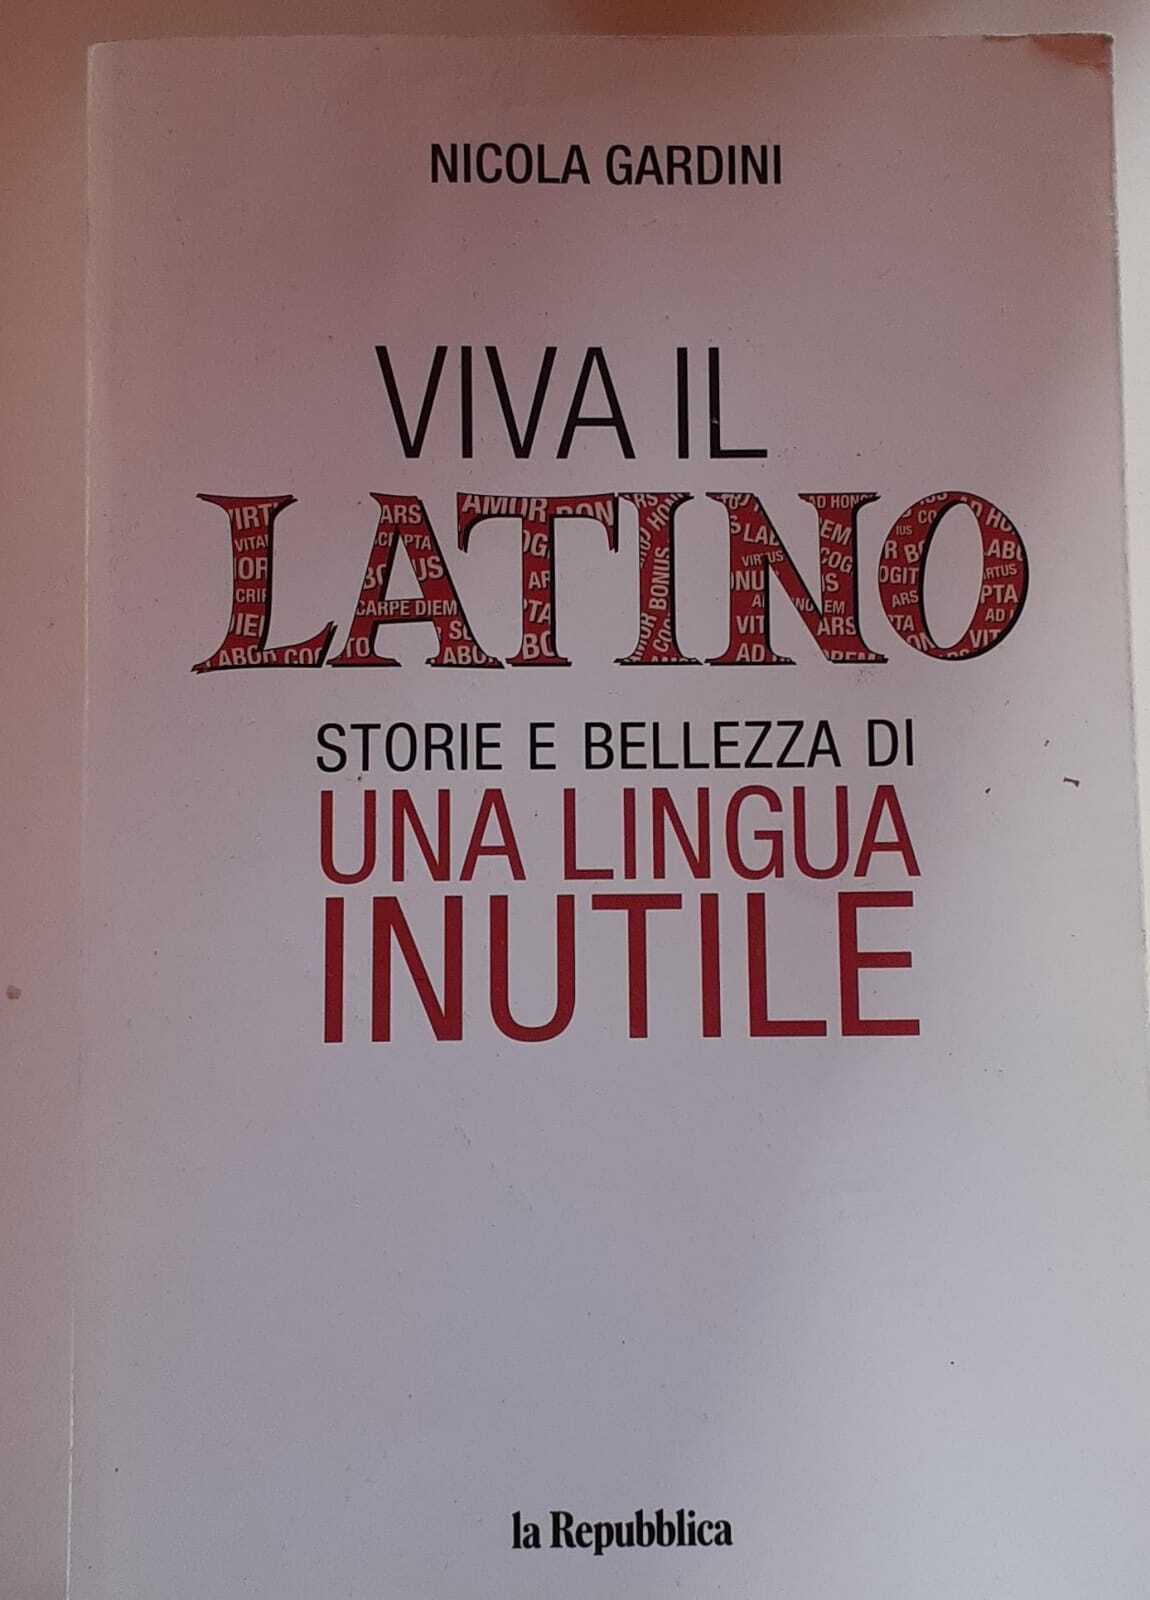 NICOLA GARDINI
VIVA IL
LATINO
STORIE E BELLEZZA DI
UNA LINGUA
INUTILE
la Repubblica